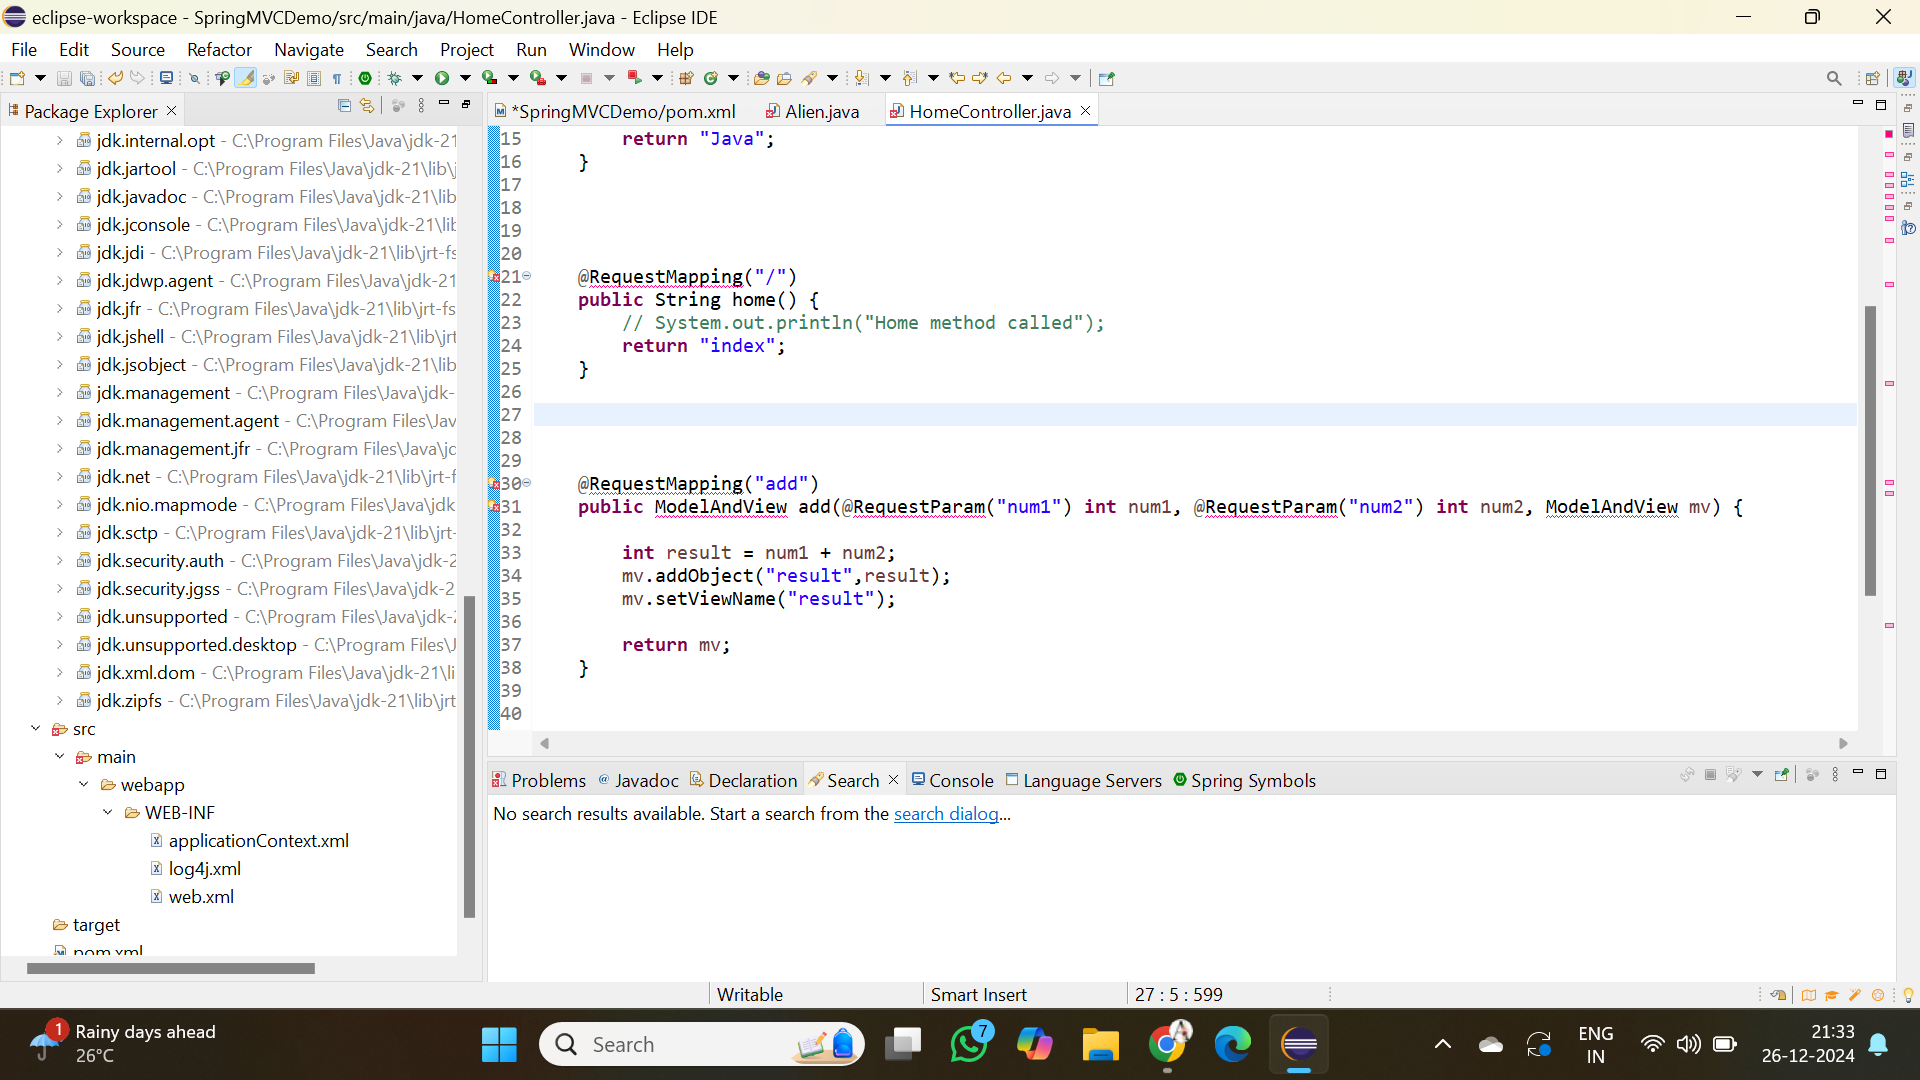 eclipse-workspace - SpringMVCDemo/src/main/java/HomeController.java - Eclipse IDE
File Edit Source Refactor Navigate Search Project Run Window Help
Package Explorer
jdk.internal.opt - C:\Program Files\Java\jdk-21
jdk.jartool - C:\Program Files\Java\jdk-21\lib\j
jdk.javadoc - C:\Program Files\Java\jdk-21\lib
jdk.jconsole - C:\Program Files\Java\jdk-21\lib
jdk.jdi - C:\Program Files\Java\jdk-21\lib\jrt-fs
jdk.jdwp.agent - C:\Program Files\Java\jdk-21
jdk.jfr - C:\Program Files\Java\jdk-21\lib\jrt-fs
jdk.jshell - C:\Program Files\Java\jdk-21\lib\jrt
jdk.jsobject - C:\Program Files\Java\jdk-21\lib
jdk.management - C:\Program Files\Java\jdk-
jdk.management.agent - C:\Program Files\Jav
jdk.management.jfr - C:\Program Files\Java\jc
jdk.net - C:\Program Files\Java\jdk-21\lib\jrt-f
jdk.nio.mapmode - C:\Program Files\Java\jdk
jdk.sctp - C:\Program Files\Java\jdk-21\lib\jrt-
jdk.security.auth - C:\Program Files\Java\jdk-2
jdk.security.jgss - C:\Program Files\Java\jdk-2
jdk.unsupported - C:\Program Files\Java\jdk-
jdk.unsupported.desktop - C:\Program Files\J
jdk.xml.dom - C:\Program Files\Java\jdk-21\li
jdk.zipfs - C:\Program Files\Java\jdk-21\lib\jrt
src
main
webapp
WEB-INF
applicationContext.xml
log4j.xml
web.xml
target
pom.xml
*SpringMVCDemo/pom.xml Alien.java HomeController.java
15 return "Java";
16 }
17
18
19
20
21 @RequestMapping("/")
22 public String home() {
23 // System.out.println("Home method called");
24 return "index";
25 }
26
27
28
29
30 @RequestMapping("add")
31 public ModelAndView add(@RequestParam("num1") int num1, @RequestParam("num2") int num2, ModelAndView mv) {
32
33 int result = num1 + num2;
34 mv.addObject("result",result);
35 mv.setViewName("result");
36
37 return mv;
38 }
39
40
Problems Javadoc Declaration Search Console Language Servers Spring Symbols
No search results available. Start a search from the search dialog...
Writable Smart Insert 27 : 5 : 599
1 Rainy days ahead
26°C
Search
7
ENG
IN
21:33
26-12-2024